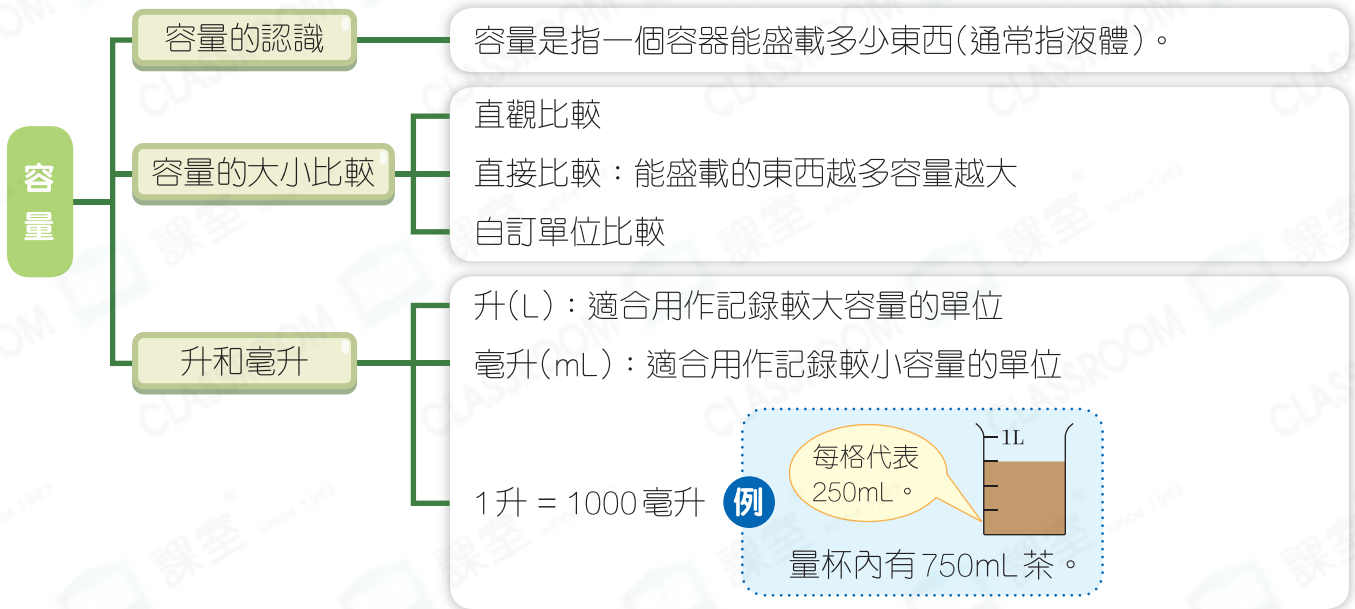 容量
容量的認識
容量是指一個容器能盛載多少東西(通常指液體)。
容量的大小比較
直觀比較
直接比較：能盛載的東西越多容量越大
自訂單位比較
升和毫升
升(L)：適合用作記錄較大容量的單位
毫升(mL)：適合用作記錄較小容量的單位
1升 = 1000毫升
例
每格代表
250mL。
1L
量杯內有750mL茶。
課室 CLASSROOM since 1983